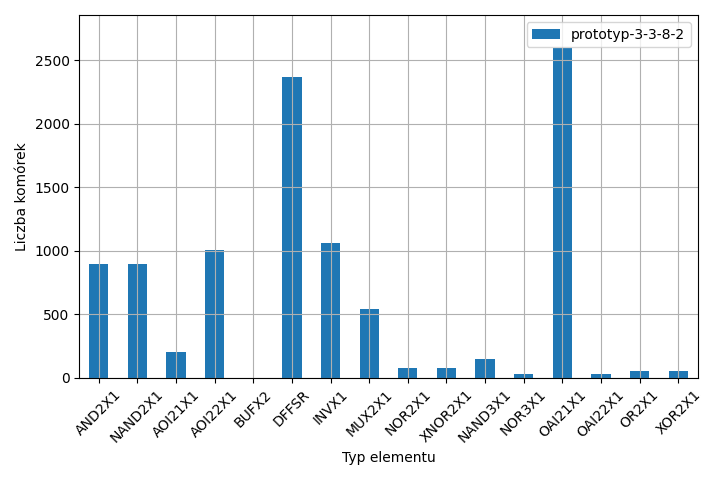 prototyp-3-3-8-2
Liczba komórek
2500
2000
1500
1000
500
0
AND2X1
NAND2X1
AOI21X1
AOI22X1
BUFX2
DFFSR
INVX1
MUX2X1
NOR2X1
XNOR2X1
NAND3X1
NOR3X1
OAI21X1
OAI22X1
OR2X1
XOR2X1
Typ elementu